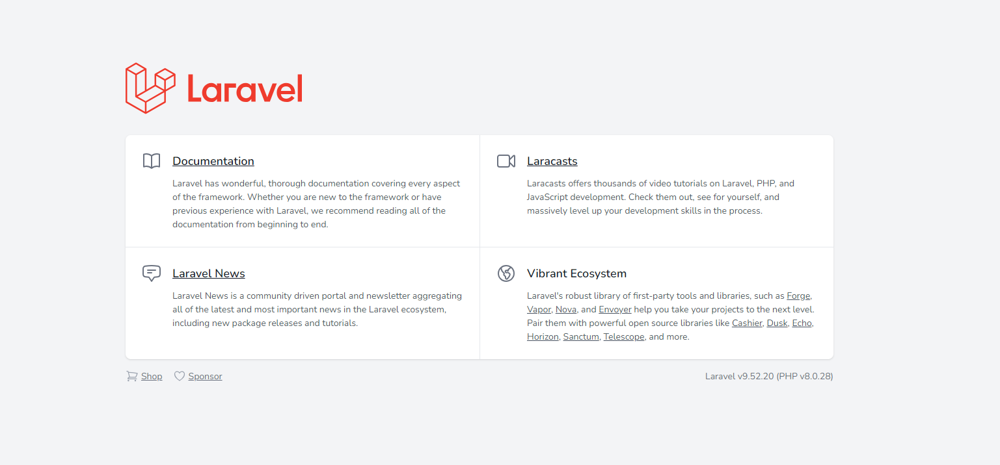 Laravel
Documentation
Laravel has wonderful, thorough documentation covering every aspect
of the framework. Whether you are new to the framework or have
previous experience with Laravel, we recommend reading all of the
documentation from beginning to end.
Laracasts
Laracasts offers thousands of video tutorials on Laravel, PHP, and
JavaScript development. Check them out, see for yourself, and
massively level up your development skills in the process.
Laravel News
Laravel News is a community driven portal and newsletter aggregating
all of the latest and most important news in the Laravel ecosystem,
including new package releases and tutorials.
Vibrant Ecosystem
Laravel's robust library of first-party tools and libraries, such as Forge,
Vapor, Nova, and Envoyer help you take your projects to the next level.
Pair them with powerful open source libraries like Cashier, Dusk, Echo,
Horizon, Sanctum, Telescope, and more.
Shop Sponsor
Laravel v9.52.20 (PHP v8.0.28)